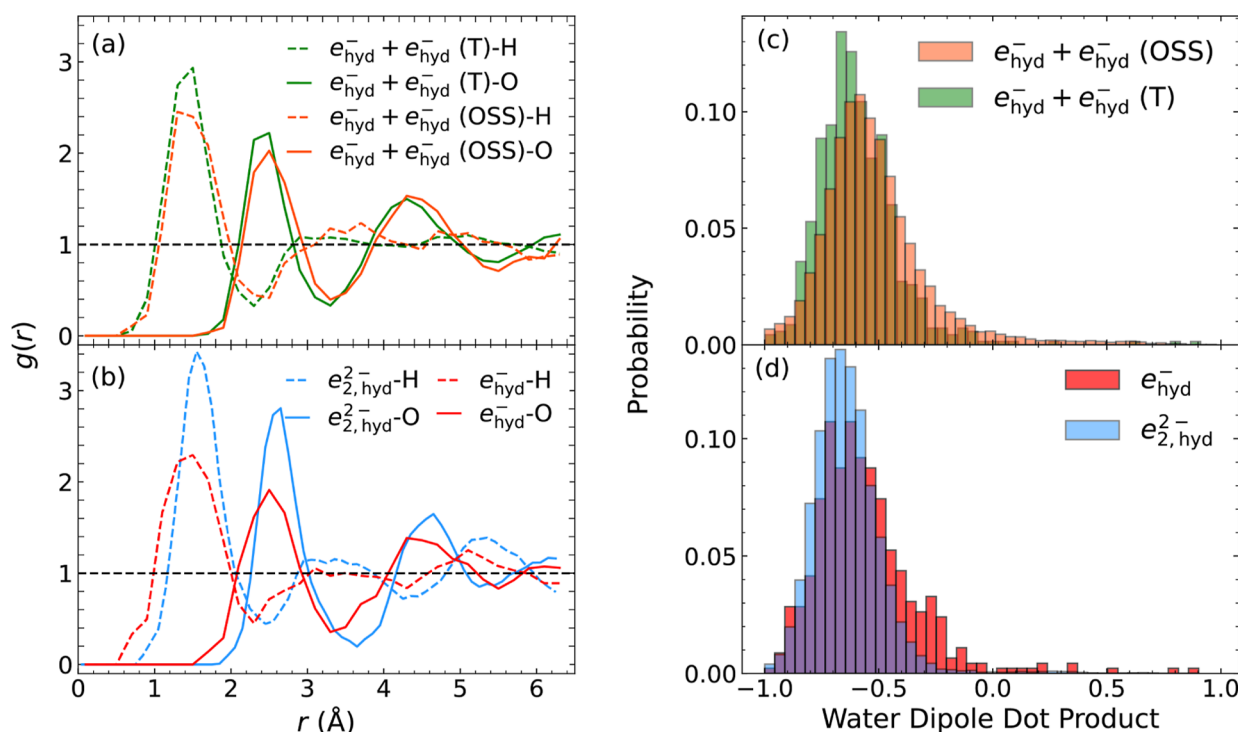 (a)
e⁻hyd + e⁻hyd (T)-H
e⁻hyd + e⁻hyd (T)-O
e⁻hyd + e⁻hyd (OSS)-H
e⁻hyd + e⁻hyd (OSS)-O
3
2
1
0
g(r)
(b)
e²⁻2,hyd-H
e⁻hyd-H
e²⁻2,hyd-O
e⁻hyd-O
3
2
1
0
0 1 2 3 4 5 6
r (Å)
(c)
e⁻hyd + e⁻hyd (OSS)
e⁻hyd + e⁻hyd (T)
0.10
0.05
0.00
Probability
(d)
e⁻hyd
e²⁻2,hyd
0.10
0.05
0.00
−1.0 −0.5 0.0 0.5 1.0
Water Dipole Dot Product